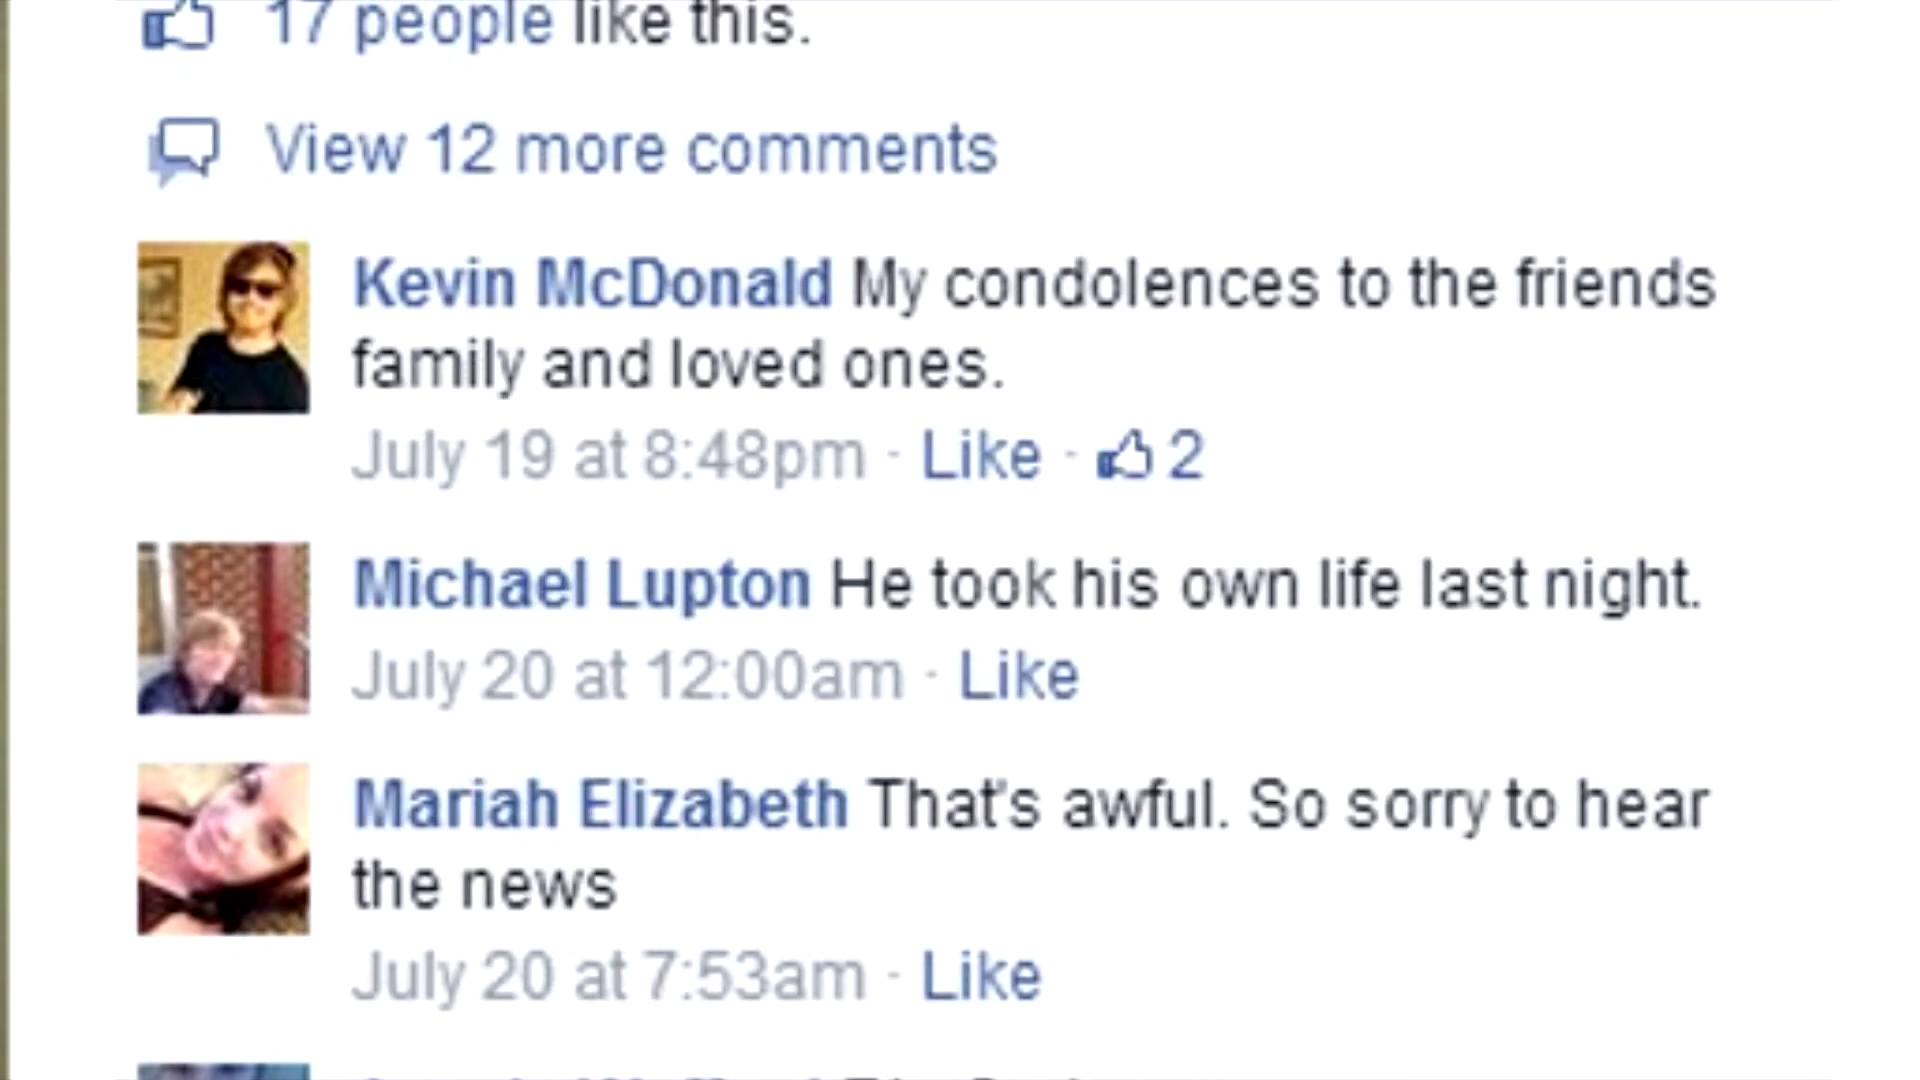 17 people like this.
View 12 more comments
Kevin McDonald My condolences to the friends
family and loved ones.
July 19 at 8:48pm · Like · 2
Michael Lupton He took his own life last night.
July 20 at 12:00am · Like
Mariah Elizabeth That's awful. So sorry to hear
the news
July 20 at 7:53am · Like